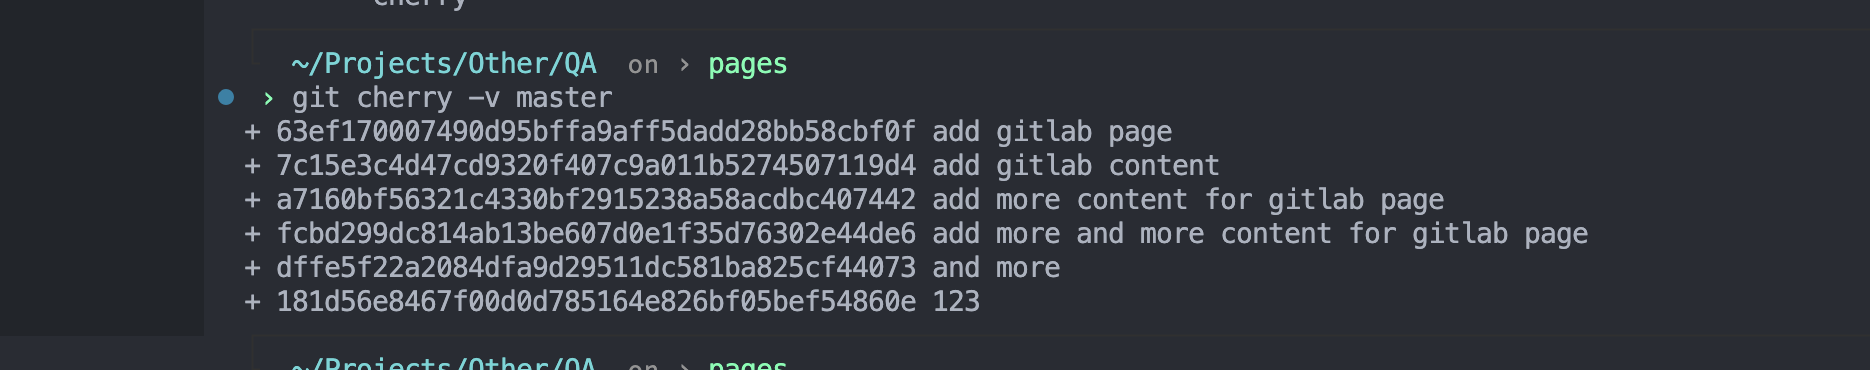 cherry
~/Projects/Other/QA on › pages
› git cherry -v master
+ 63ef170007490d95bffa9aff5dadd28bb58cbf0f add gitlab page
+ 7c15e3c4d47cd9320f407c9a011b5274507119d4 add gitlab content
+ a7160bf56321c4330bf2915238a58acdbc407442 add more content for gitlab page
+ fcbd299dc814ab13be607d0e1f35d76302e44de6 add more and more content for gitlab page
+ dffe5f22a2084dfa9d29511dc581ba825cf44073 and more
+ 181d56e8467f00d0d785164e826bf05bef54860e 123
~/Projects/Other/QA on › pages